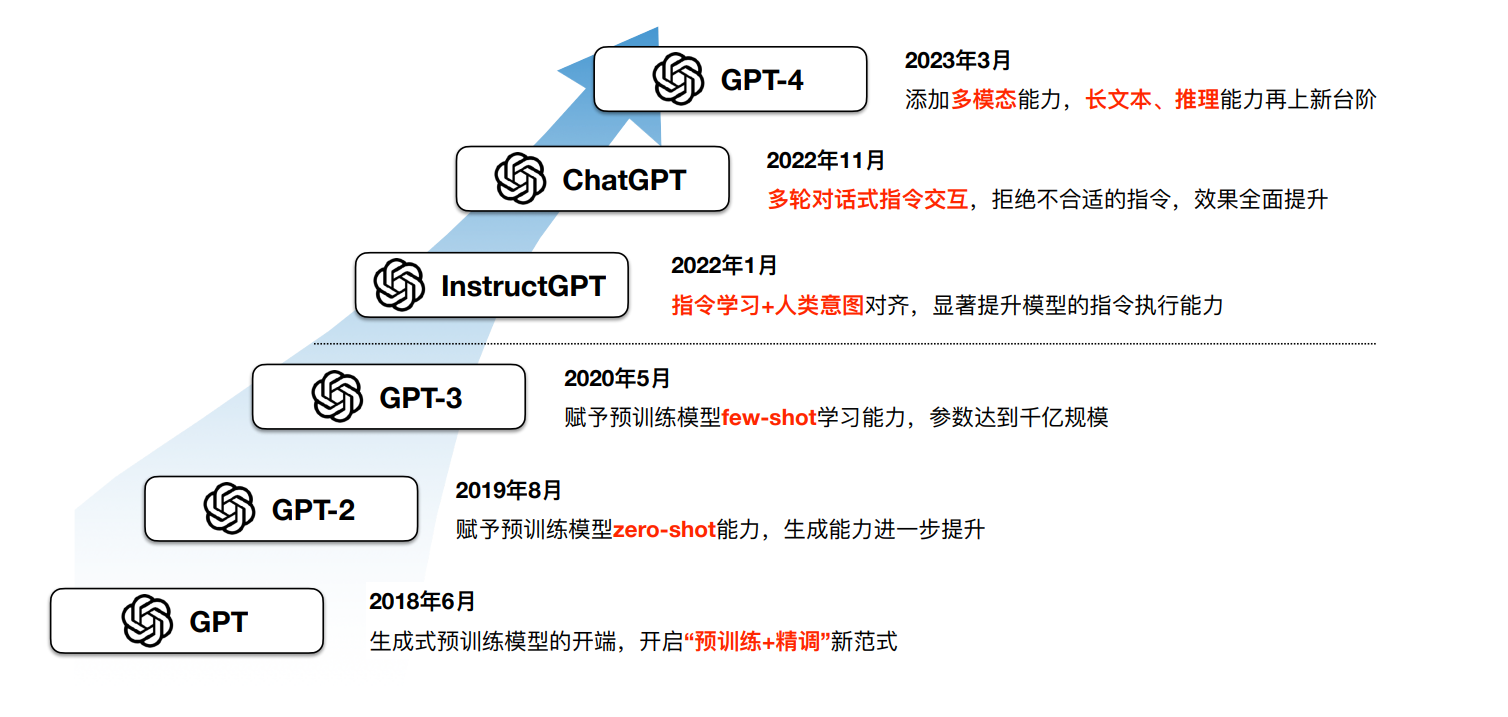 GPT-4
2023年3月
添加多模态能力，长文本、推理能力再上新台阶
ChatGPT
2022年11月
多轮对话式指令交互，拒绝不合适的指令，效果全面提升
InstructGPT
2022年1月
指令学习+人类意图对齐，显著提升模型的指令执行能力
GPT-3
2020年5月
赋予预训练模型few-shot学习能力，参数达到千亿规模
GPT-2
2019年8月
赋予预训练模型zero-shot能力，生成能力进一步提升
GPT
2018年6月
生成式预训练模型的开端，开启“预训练+精调”新范式